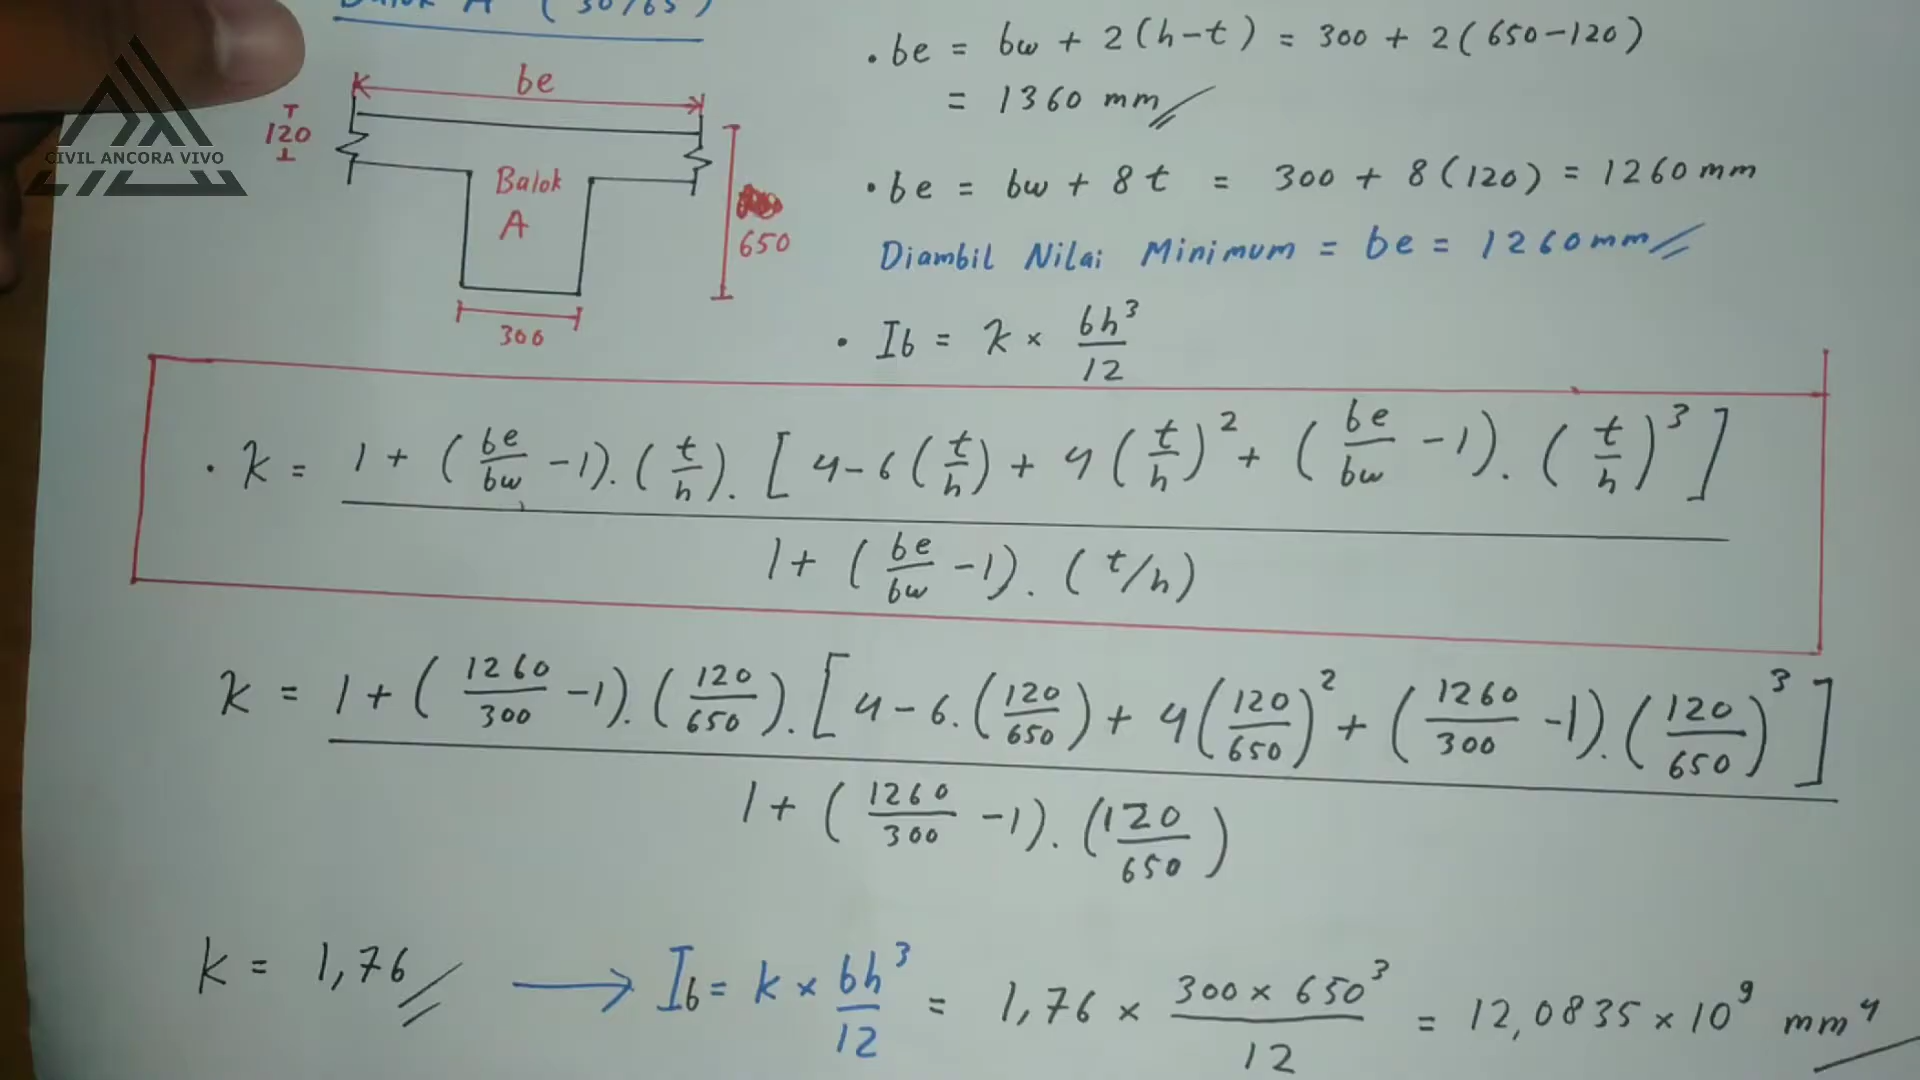 Balok A (30/65)
be
120
Balok
A
650
300
CIVIL ANCORA VIVO
• be = bw + 2(h-t) = 300 + 2(650-120)
= 1360 mm
• be = bw + 8t = 300 + 8(120) = 1260 mm
Diambil Nilai Minimum = be = 1260 mm
• Ib = k × bh³/12
• k = 1 + (be/bw - 1).(t/h).[4-6(t/h) + 4(t/h)² + (be/bw - 1).(t/h)³]
1 + (be/bw - 1).(t/h)
k = 1 + (1260/300 - 1).(120/650).[4-6.(120/650) + 4(120/650)² + (1260/300 - 1).(120/650)³]
1 + (1260/300 - 1).(120/650)
k = 1,76 → Ib = k × bh³/12 = 1,76 × 300 × 650³/12 = 12,0835 × 10⁹ mm⁴